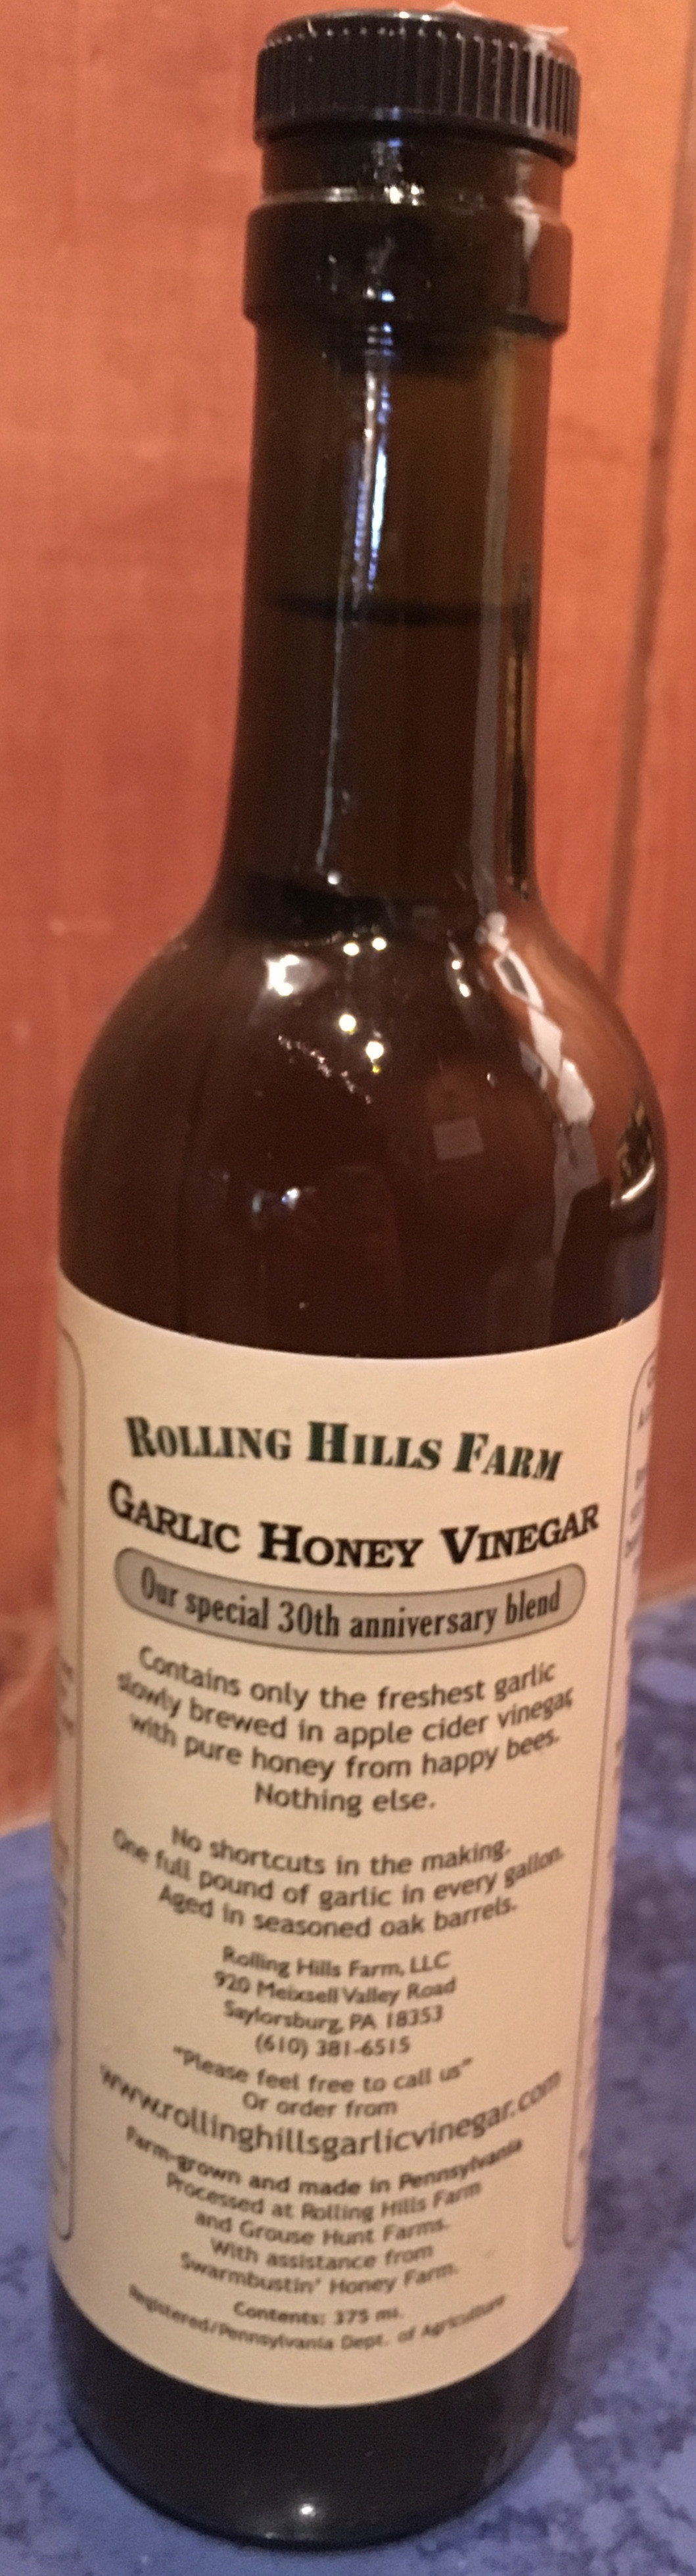 ROLLING HILLS FARM
GARLIC HONEY VINEGAR
Our special 30th anniversary blend
Contains only the freshest garlic
slowly brewed in apple cider vinegar,
with pure honey from happy bees.
Nothing else.
No shortcuts in the making.
One full pound of garlic in every gallon.
Aged in seasoned oak barrels.
Rolling Hills Farm, LLC
920 Meixsell Valley Road
Saylorsburg, PA 18353
(610) 381-6515
"Please feel free to call us"
Or order from
www.rollinghillsgarlicvinegar.com
Farm-grown and made in Pennsylvania
Processed at Rolling Hills Farm
and Grouse Hunt Farms.
With assistance from
Swarmbustin' Honey Farm.
Contents: 375 ml.
Registered/Pennsylvania Dept. of Agriculture